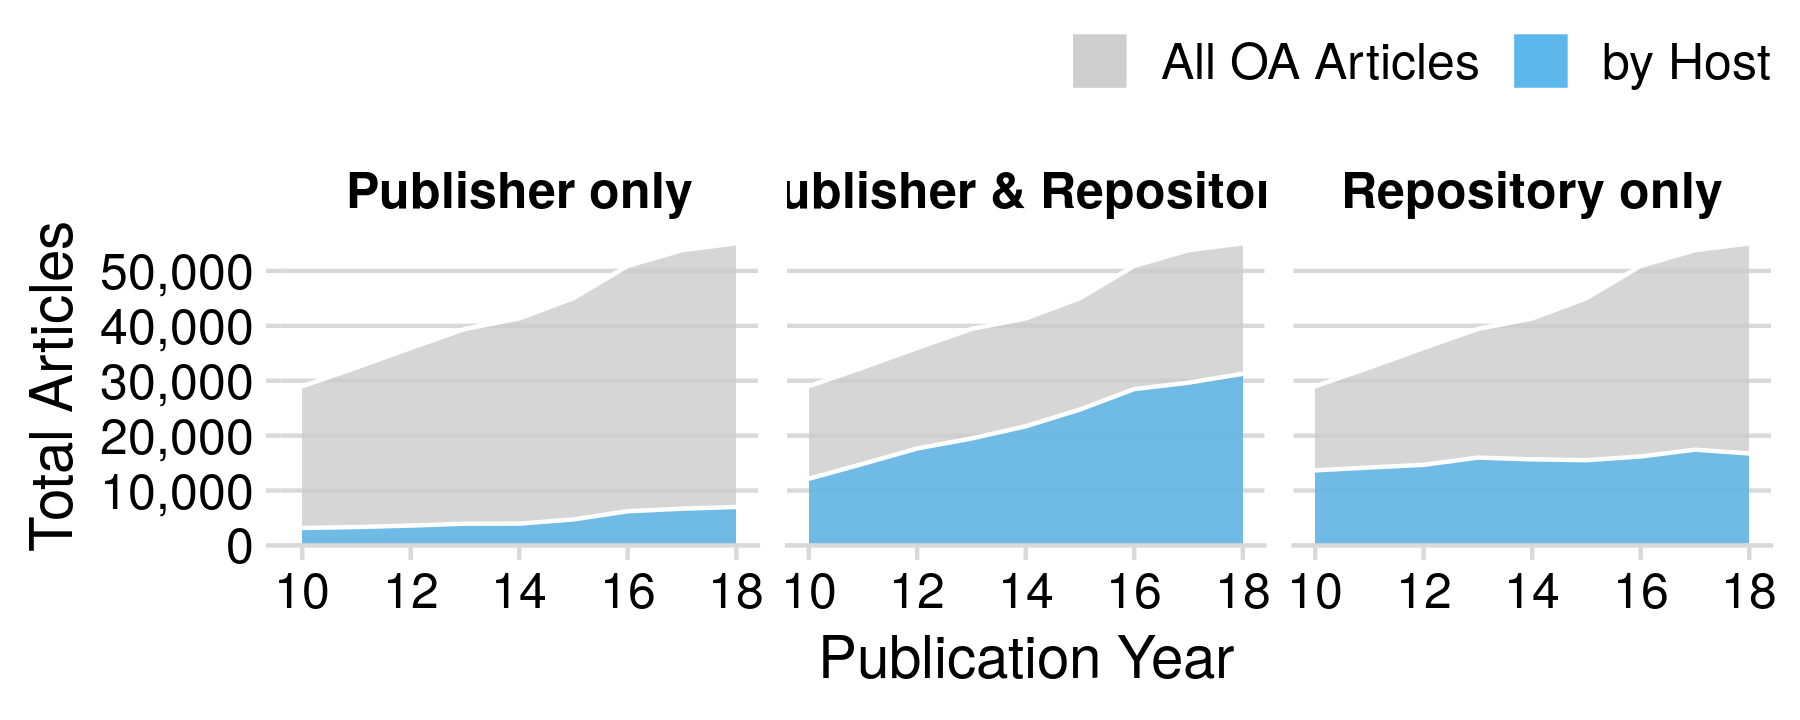 All OA Articles by Host
Publisher only
ublisher & Repositor
Repository only
Total Articles
50,000
40,000
30,000
20,000
10,000
0
10 12 14 16 18
10 12 14 16 18
10 12 14 16 18
Publication Year